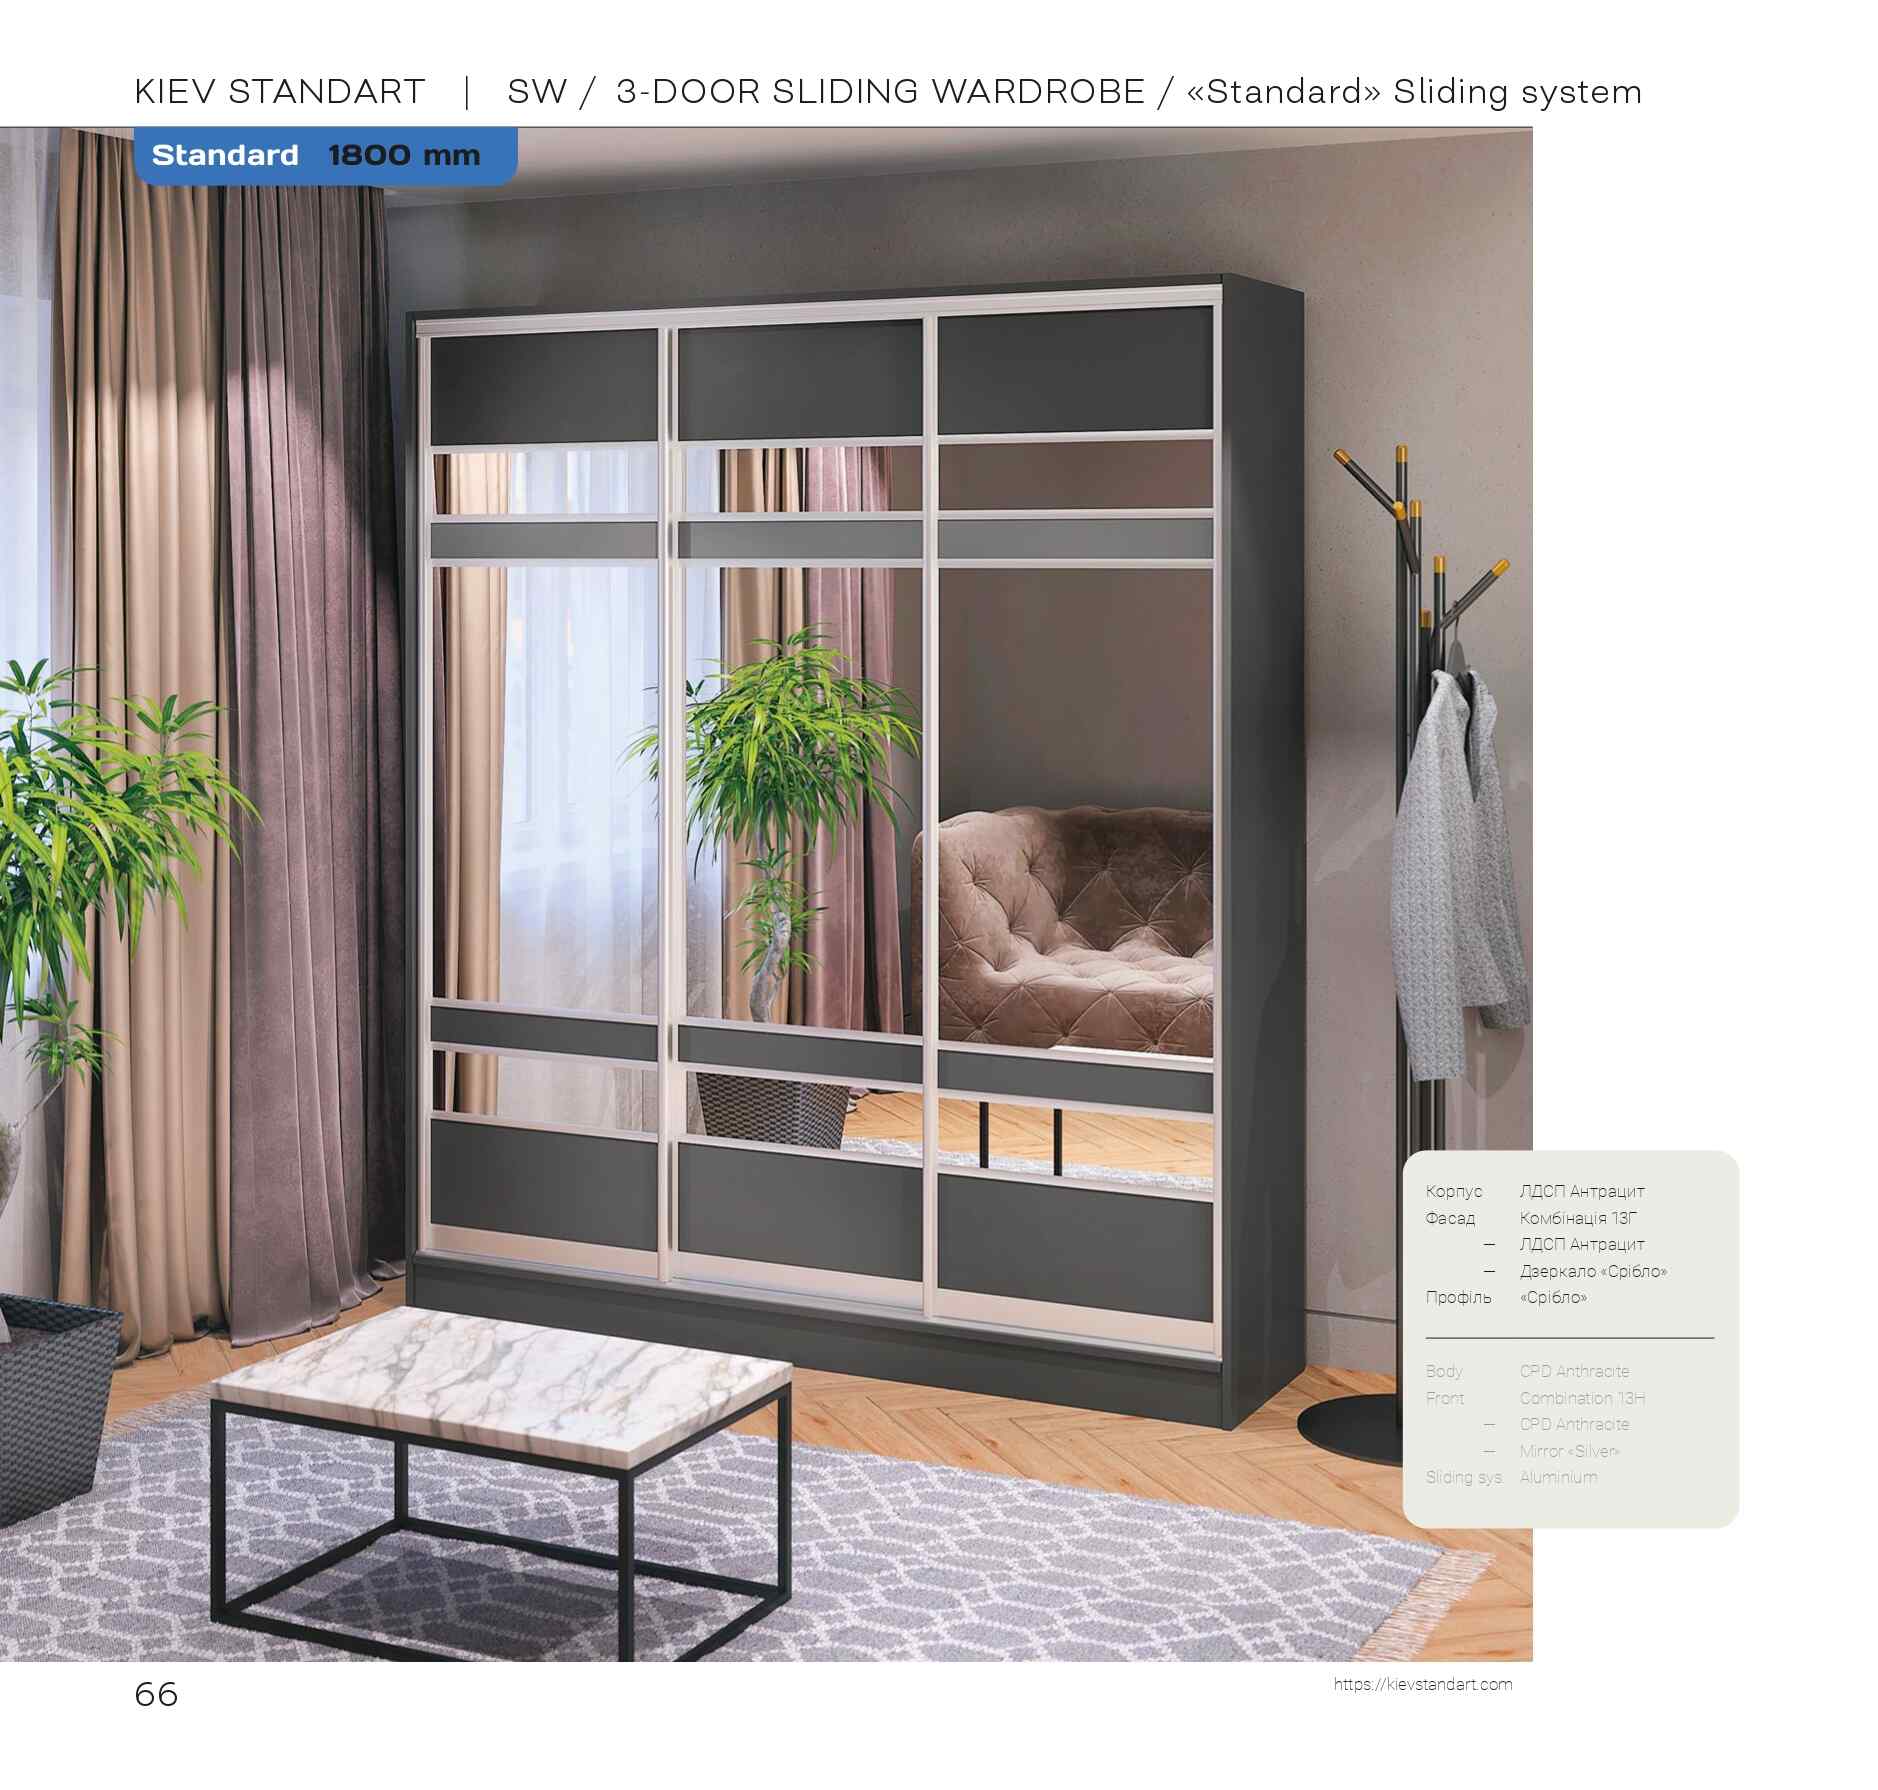 KIEV STANDART | SW / 3-DOOR SLIDING WARDROBE / «Standard» Sliding system
Standard 1800 mm
Корпус ЛДСП Антрацит
Фасад Комбінація 13Г
— ЛДСП Антрацит
— Дзеркало «Срібло»
Профіль «Срібло»
Body CPD Anthracite
Front Combination 13H
— CPD Anthracite
— Mirror «Silver»
Sliding sys. Aluminium
66
https://kievstandart.com